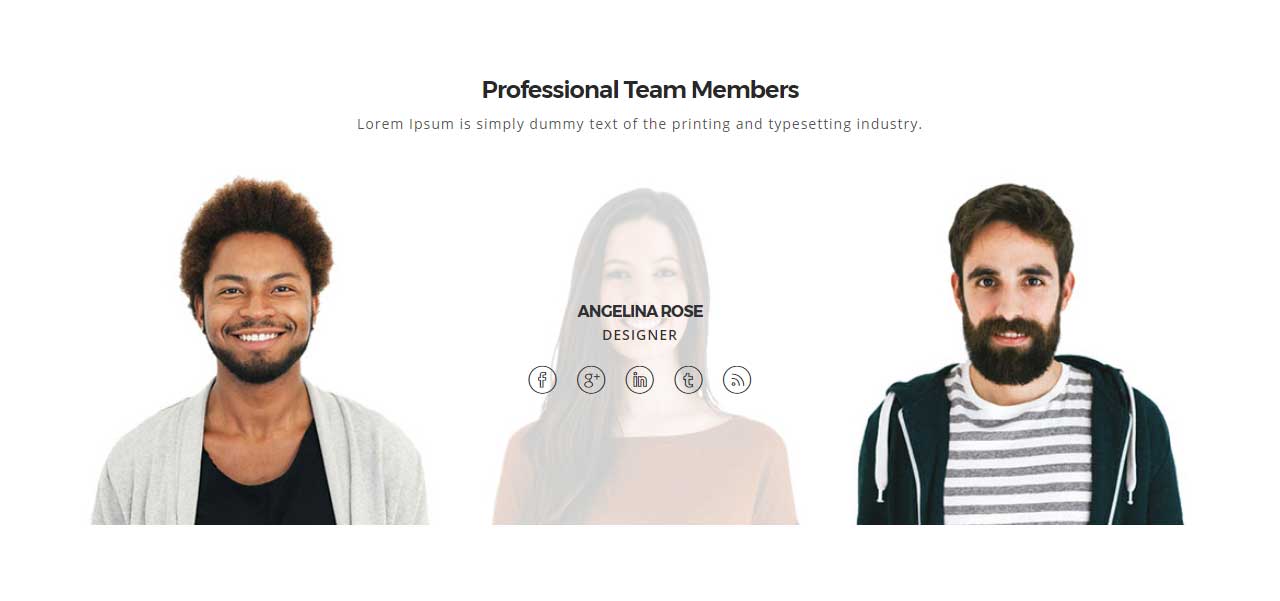 Professional Team Members
Lorem Ipsum is simply dummy text of the printing and typesetting industry.
ANGELINA ROSE
DESIGNER